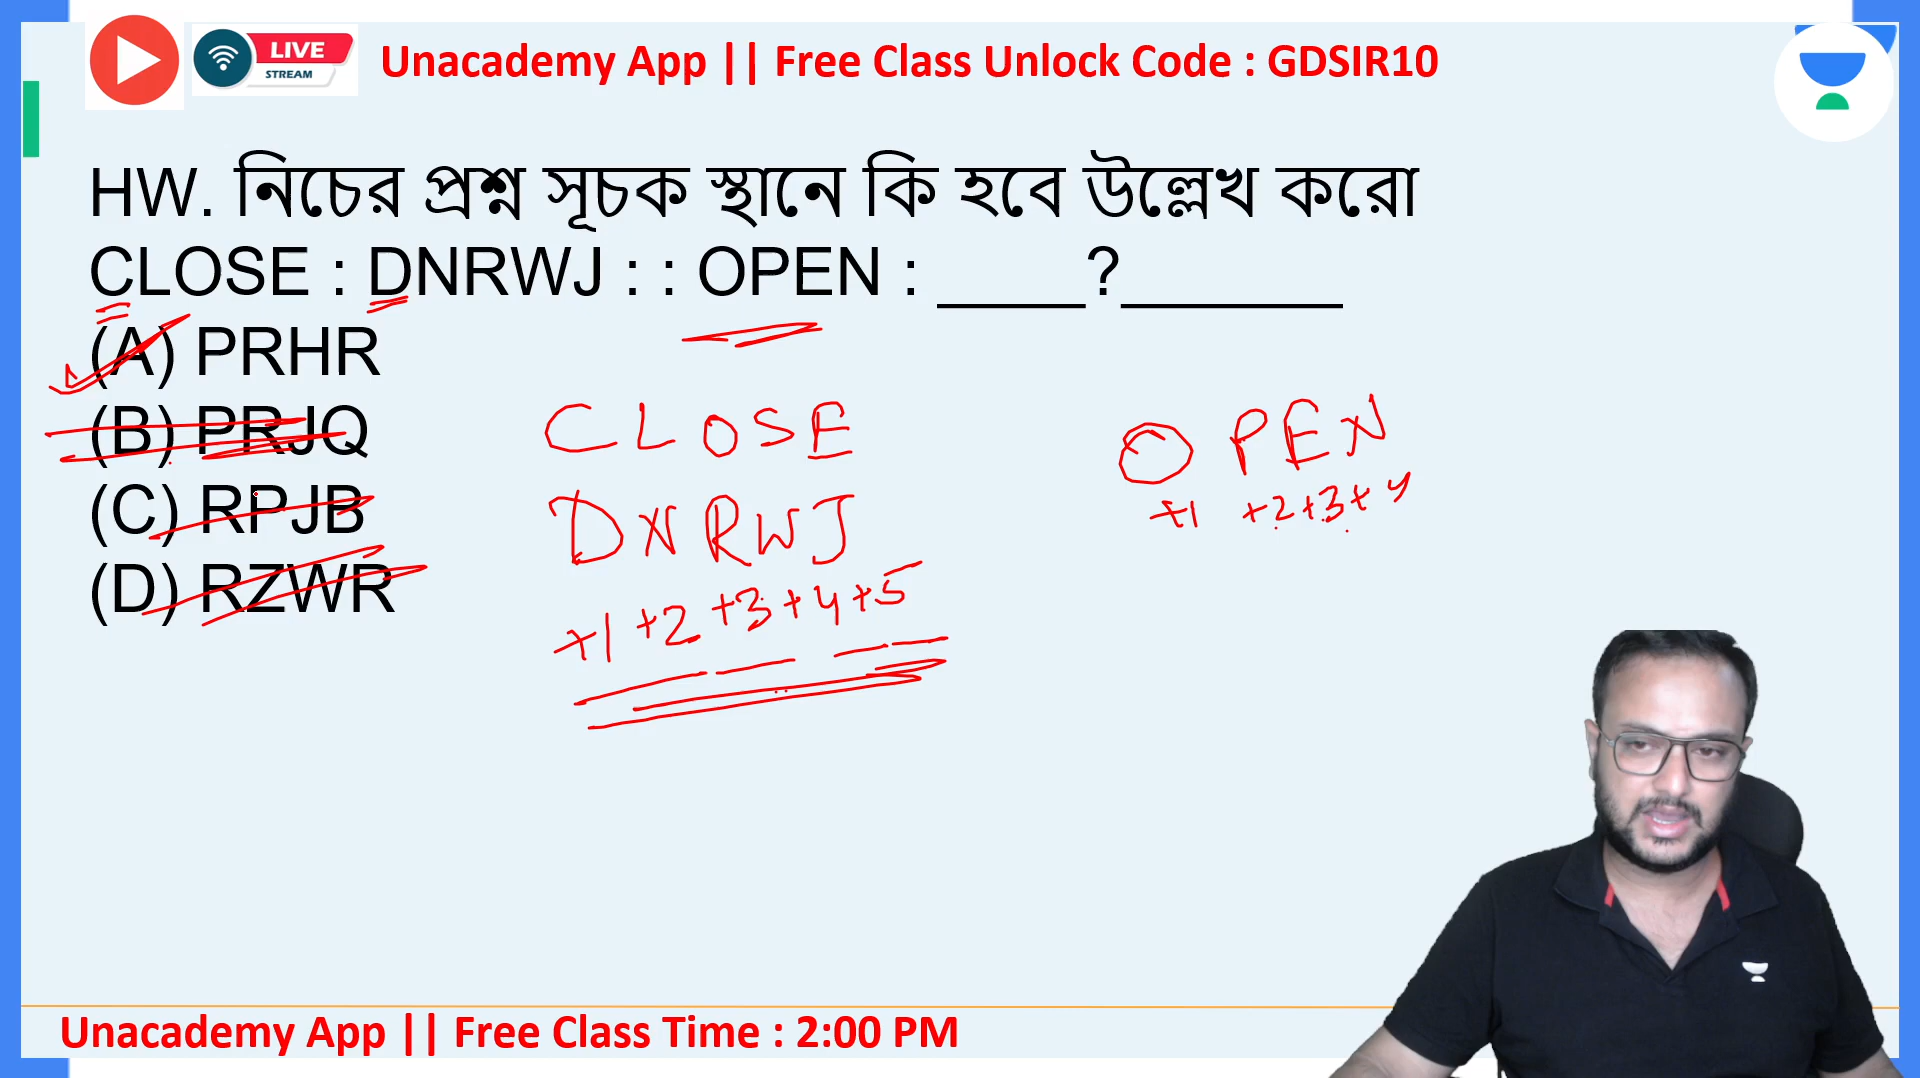 LIVE
STREAM
Unacademy App || Free Class Unlock Code : GDSIR10
HW. নিচের প্রশ্ন সূচক স্থানে কি হবে উল্লেখ করো
CLOSE : DNRWJ : : OPEN : ____?______
(A) PRHR
(B) PRJQ
(C) RPJB
(D) RZWR
CLOSE
DNRWJ
+1 +2 +3 +4 +5
OPEN
+1 +2 +3 + 4
Unacademy App || Free Class Time : 2:00 PM